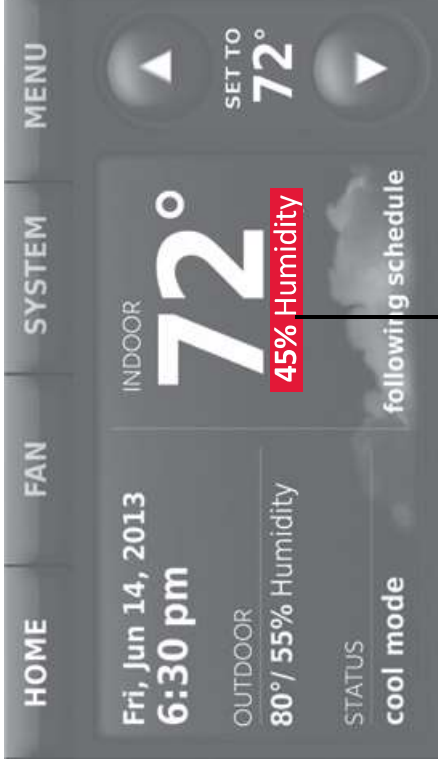 HOME FAN SYSTEM MENU
Fri, Jun 14, 2013
6:30 pm
OUTDOOR
80°/ 55% Humidity
STATUS
cool mode
INDOOR
72°
45% Humidity
following schedule
SET TO
72°